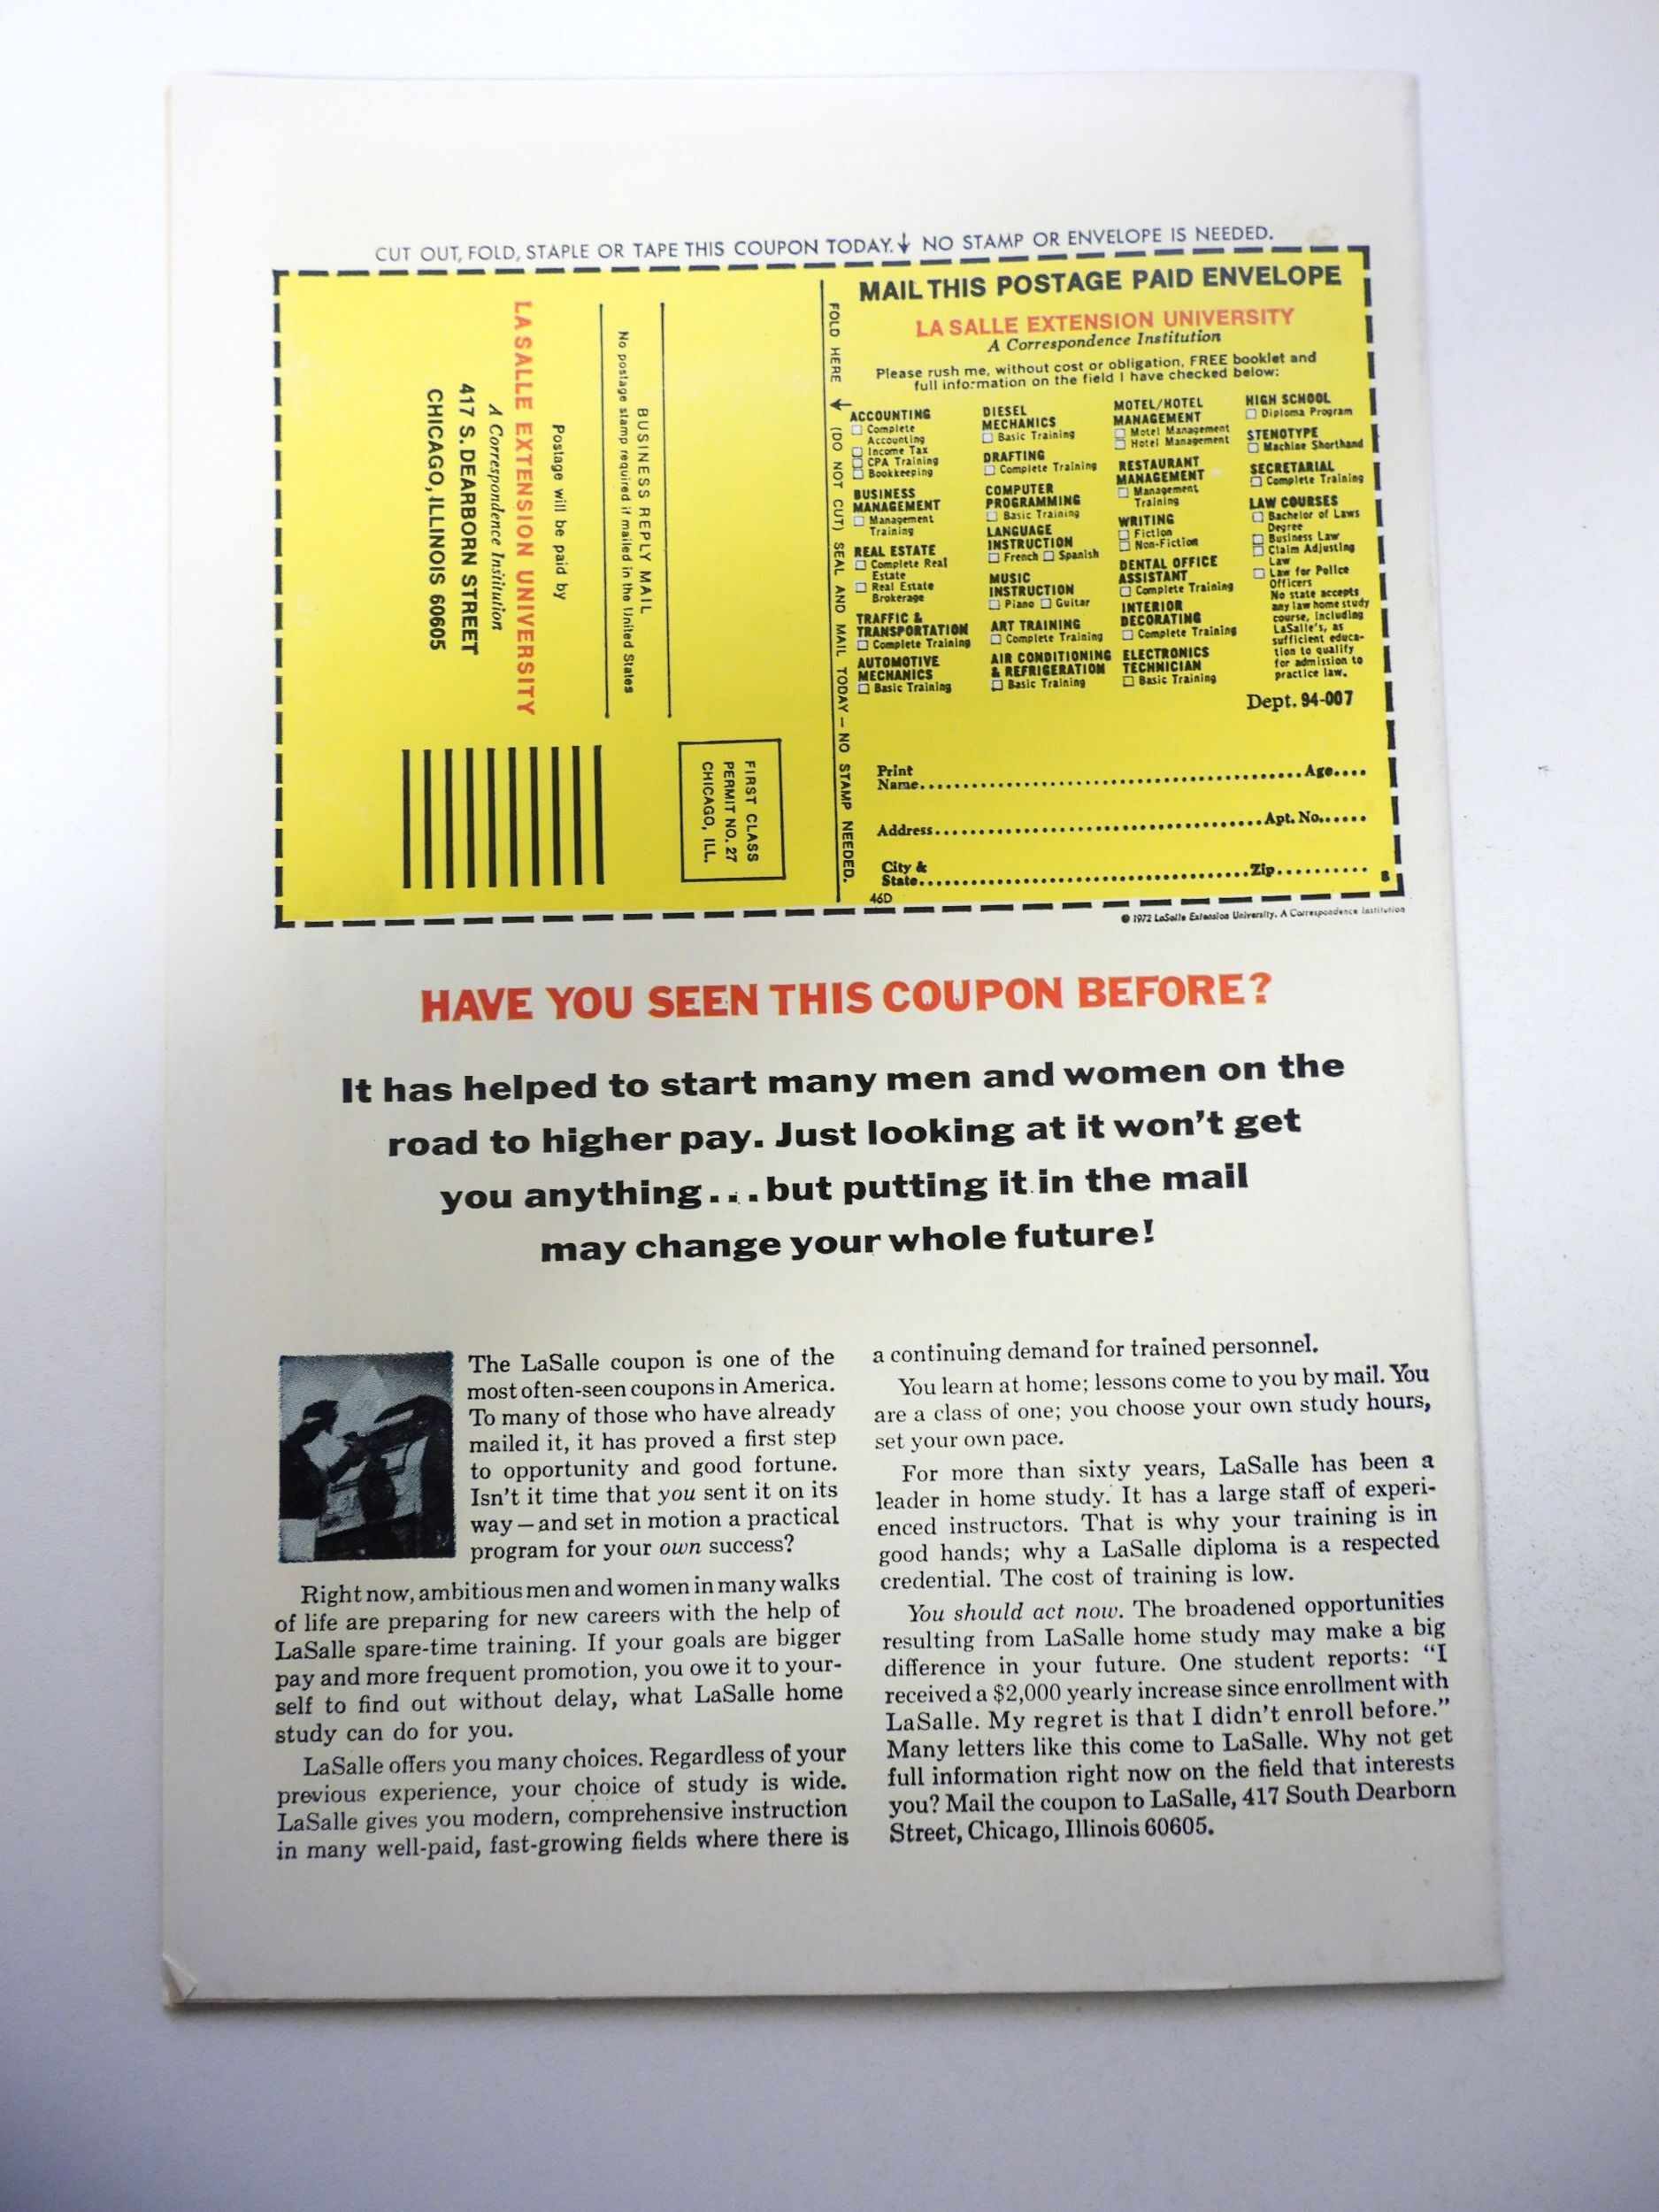 CUT OUT, FOLD, STAPLE OR TAPE THIS COUPON TODAY. ↓ NO STAMP OR ENVELOPE IS NEEDED.
BUSINESS REPLY MAIL
No postage stamp required if mailed in the United States
Postage will be paid by
LA SALLE EXTENSION UNIVERSITY
A Correspondence Institution
417 S. DEARBORN STREET
CHICAGO, ILLINOIS 60605
FIRST CLASS
PERMIT NO. 27
CHICAGO, ILL.
FOLD HERE → (DO NOT CUT) SEAL AND MAIL TODAY — NO STAMP NEEDED.
MAIL THIS POSTAGE PAID ENVELOPE
LA SALLE EXTENSION UNIVERSITY
A Correspondence Institution
Please rush me, without cost or obligation, FREE booklet and
full information on the field I have checked below:
ACCOUNTING
☐ Complete
Accounting
☐ Income Tax
☐ CPA Training
☐ Bookkeeping
BUSINESS
MANAGEMENT
☐ Management
Training
REAL ESTATE
☐ Complete Real
Estate
☐ Real Estate
Brokerage
TRAFFIC &
TRANSPORTATION
☐ Complete Training
AUTOMOTIVE
MECHANICS
☐ Basic Training
DIESEL
MECHANICS
☐ Basic Training
DRAFTING
☐ Complete Training
COMPUTER
PROGRAMMING
☐ Basic Training
LANGUAGE
INSTRUCTION
☐ French ☐ Spanish
MUSIC
INSTRUCTION
☐ Piano ☐ Guitar
ART TRAINING
☐ Complete Training
AIR CONDITIONING
& REFRIGERATION
☐ Basic Training
MOTEL/HOTEL
MANAGEMENT
☐ Motel Management
☐ Hotel Management
RESTAURANT
MANAGEMENT
☐ Management
Training
WRITING
☐ Fiction
☐ Non-Fiction
DENTAL OFFICE
ASSISTANT
☐ Complete Training
INTERIOR
DECORATING
☐ Complete Training
ELECTRONICS
TECHNICIAN
☐ Basic Training
HIGH SCHOOL
☐ Diploma Program
STENOTYPE
☐ Machine Shorthand
SECRETARIAL
☐ Complete Training
LAW COURSES
☐ Bachelor of Laws
Degree
☐ Business Law
☐ Claim Adjusting
Law
☐ Law for Police
Officers
No state accepts
any law home study
course, including
LaSalle's, as
sufficient educa-
tion to qualify
for admission to
practice law.
Dept. 94-007
Print
Name........Age....
Address........Apt. No......
City &
State........Zip..........
46D
8
© 1972 LaSalle Extension University. A Correspondence Institution
HAVE YOU SEEN THIS COUPON BEFORE?
It has helped to start many men and women on the
road to higher pay. Just looking at it won't get
you anything...but putting it in the mail
may change your whole future!
The LaSalle coupon is one of the
most often-seen coupons in America.
To many of those who have already
mailed it, it has proved a first step
to opportunity and good fortune.
Isn't it time that you sent it on its
way — and set in motion a practical
program for your own success?
Right now, ambitious men and women in many walks
of life are preparing for new careers with the help of
LaSalle spare-time training. If your goals are bigger
pay and more frequent promotion, you owe it to your-
self to find out without delay, what LaSalle home
study can do for you.
LaSalle offers you many choices. Regardless of your
previous experience, your choice of study is wide.
LaSalle gives you modern, comprehensive instruction
in many well-paid, fast-growing fields where there is
a continuing demand for trained personnel.
You learn at home; lessons come to you by mail. You
are a class of one; you choose your own study hours,
set your own pace.
For more than sixty years, LaSalle has been a
leader in home study. It has a large staff of experi-
enced instructors. That is why your training is in
good hands; why a LaSalle diploma is a respected
credential. The cost of training is low.
You should act now. The broadened opportunities
resulting from LaSalle home study may make a big
difference in your future. One student reports: "I
received a $2,000 yearly increase since enrollment with
LaSalle. My regret is that I didn't enroll before."
Many letters like this come to LaSalle. Why not get
full information right now on the field that interests
you? Mail the coupon to LaSalle, 417 South Dearborn
Street, Chicago, Illinois 60605.